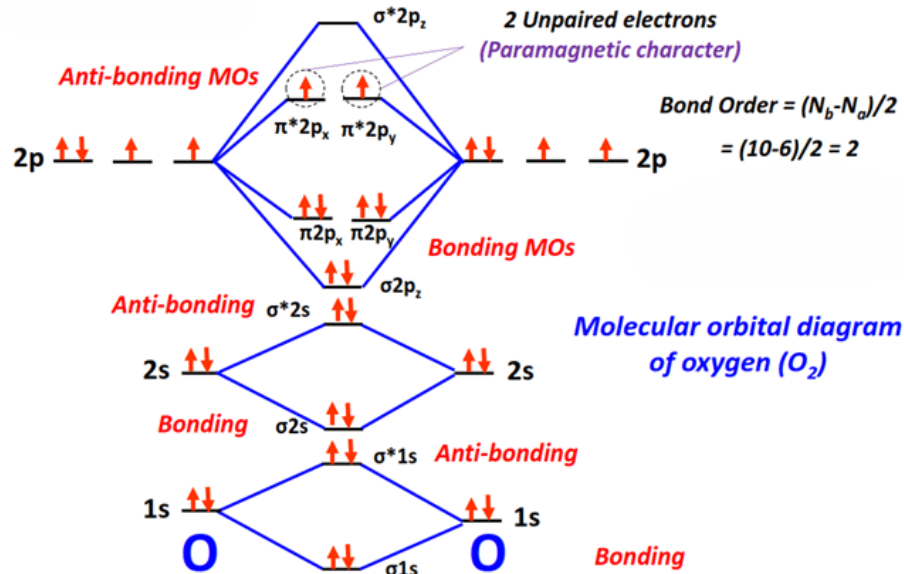 σ*2pz
2 Unpaired electrons
(Paramagnetic character)
Anti-bonding MOs
Bond Order = (Nb-Na)/2
= (10-6)/2 = 2
π*2px
π*2py
2p
2p
π2px
π2py
Bonding MOs
σ2pz
Anti-bonding
σ*2s
Molecular orbital diagram
of oxygen (O2)
2s
2s
Bonding
σ2s
σ*1s
Anti-bonding
1s
1s
O
O
σ1s
Bonding